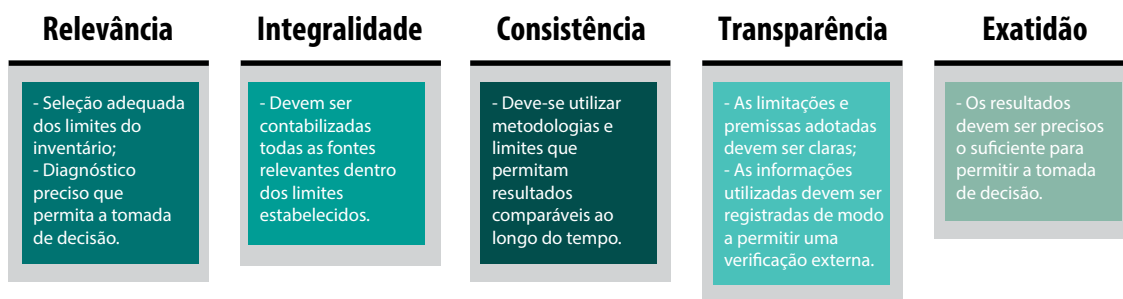 Relevância
- Seleção adequada
dos limites do
inventário;
- Diagnóstico
preciso que
permita a tomada
de decisão.
Integralidade
- Devem ser
contabilizadas
todas as fontes
relevantes dentro
dos limites
estabelecidos.
Consistência
- Deve-se utilizar
metodologias e
limites que
permitam
resultados
comparáveis ao
longo do tempo.
Transparência
- As limitações e
premissas adotadas
devem ser claras;
- As informações
utilizadas devem ser
registradas de modo
a permitir uma
verificação externa.
Exatidão
- Os resultados
devem ser precisos
o suficiente para
permitir a tomada
de decisão.